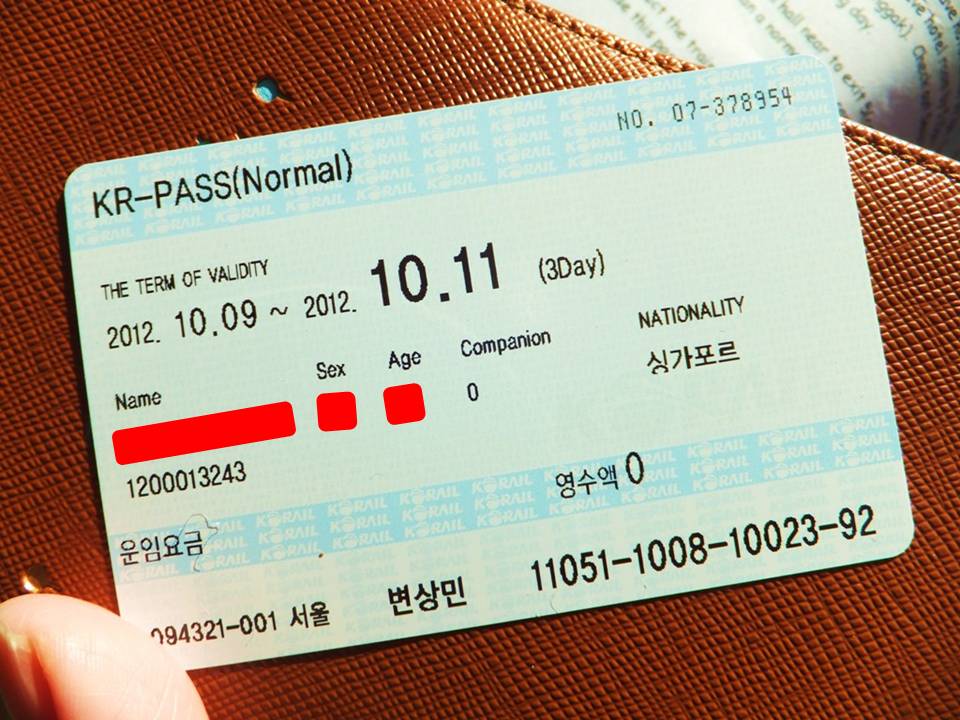 NO. 07-378954
KR-PASS(Normal)
THE TERM OF VALIDITY
2012. 10.09 ~ 2012. 10.11 (3Day)
Name Sex Age Companion NATIONALITY
0 싱가포르
1200013243
영수액 0
운임요금
094321-001 서울 변상민 11051-1008-10023-92